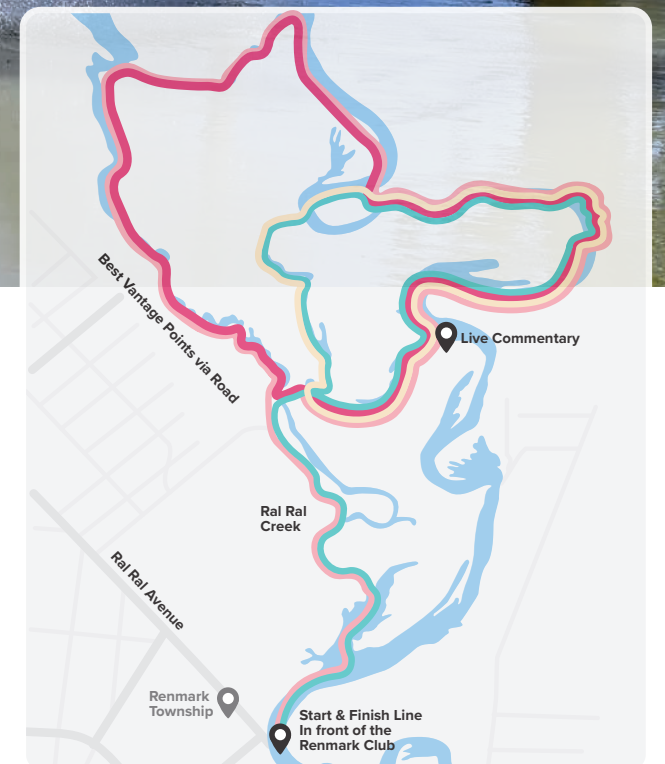 Best Vantage Points via Road
Live Commentary
Ral Ral
Creek
Ral Ral Avenue
Renmark
Township
Start & Finish Line
In front of the
Renmark Club